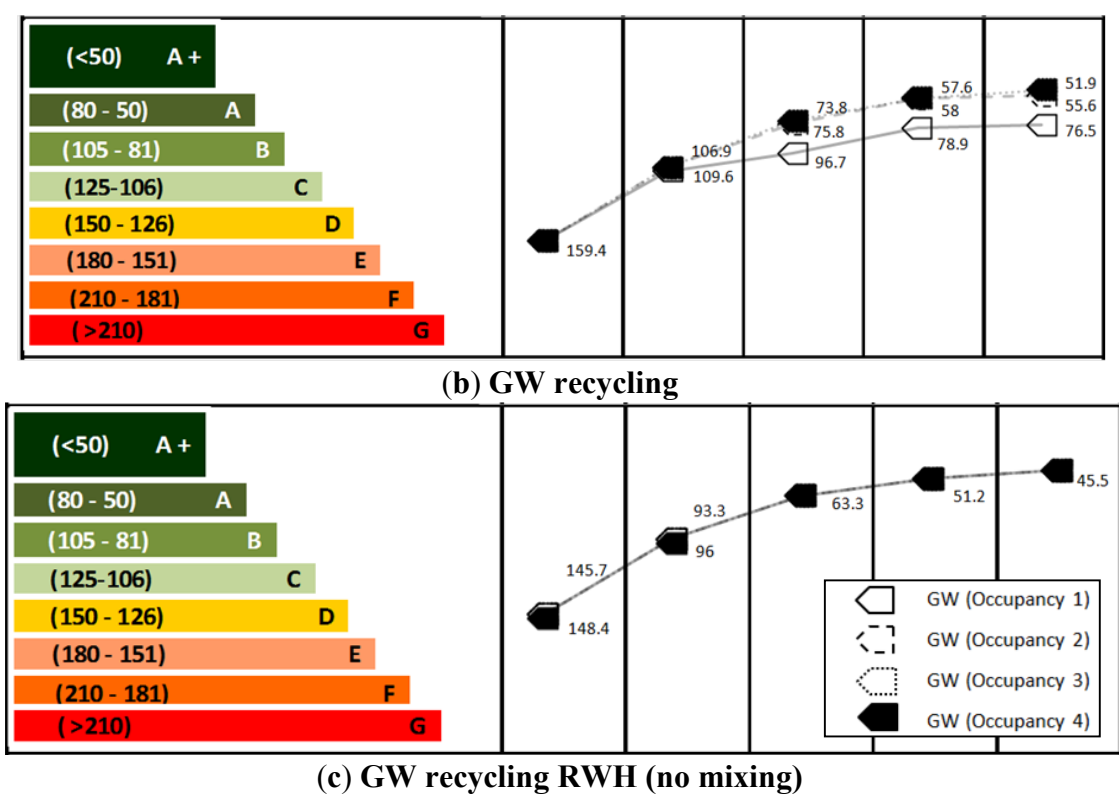 (<50) A +
(80 - 50) A
(105 - 81) B
(125-106) C
(150 - 126) D
(180 - 151) E
(210 - 181) F
( >210) G
159.4
106.9
109.6
73.8
75.8
96.7
57.6
58
78.9
51.9
55.6
76.5
(b) GW recycling
(<50) A +
(80 - 50) A
(105 - 81) B
(125-106) C
(150 - 126) D
(180 - 151) E
(210 - 181) F
( >210) G
145.7
148.4
93.3
96
63.3
51.2
45.5
GW (Occupancy 1)
GW (Occupancy 2)
GW (Occupancy 3)
GW (Occupancy 4)
(c) GW recycling RWH (no mixing)